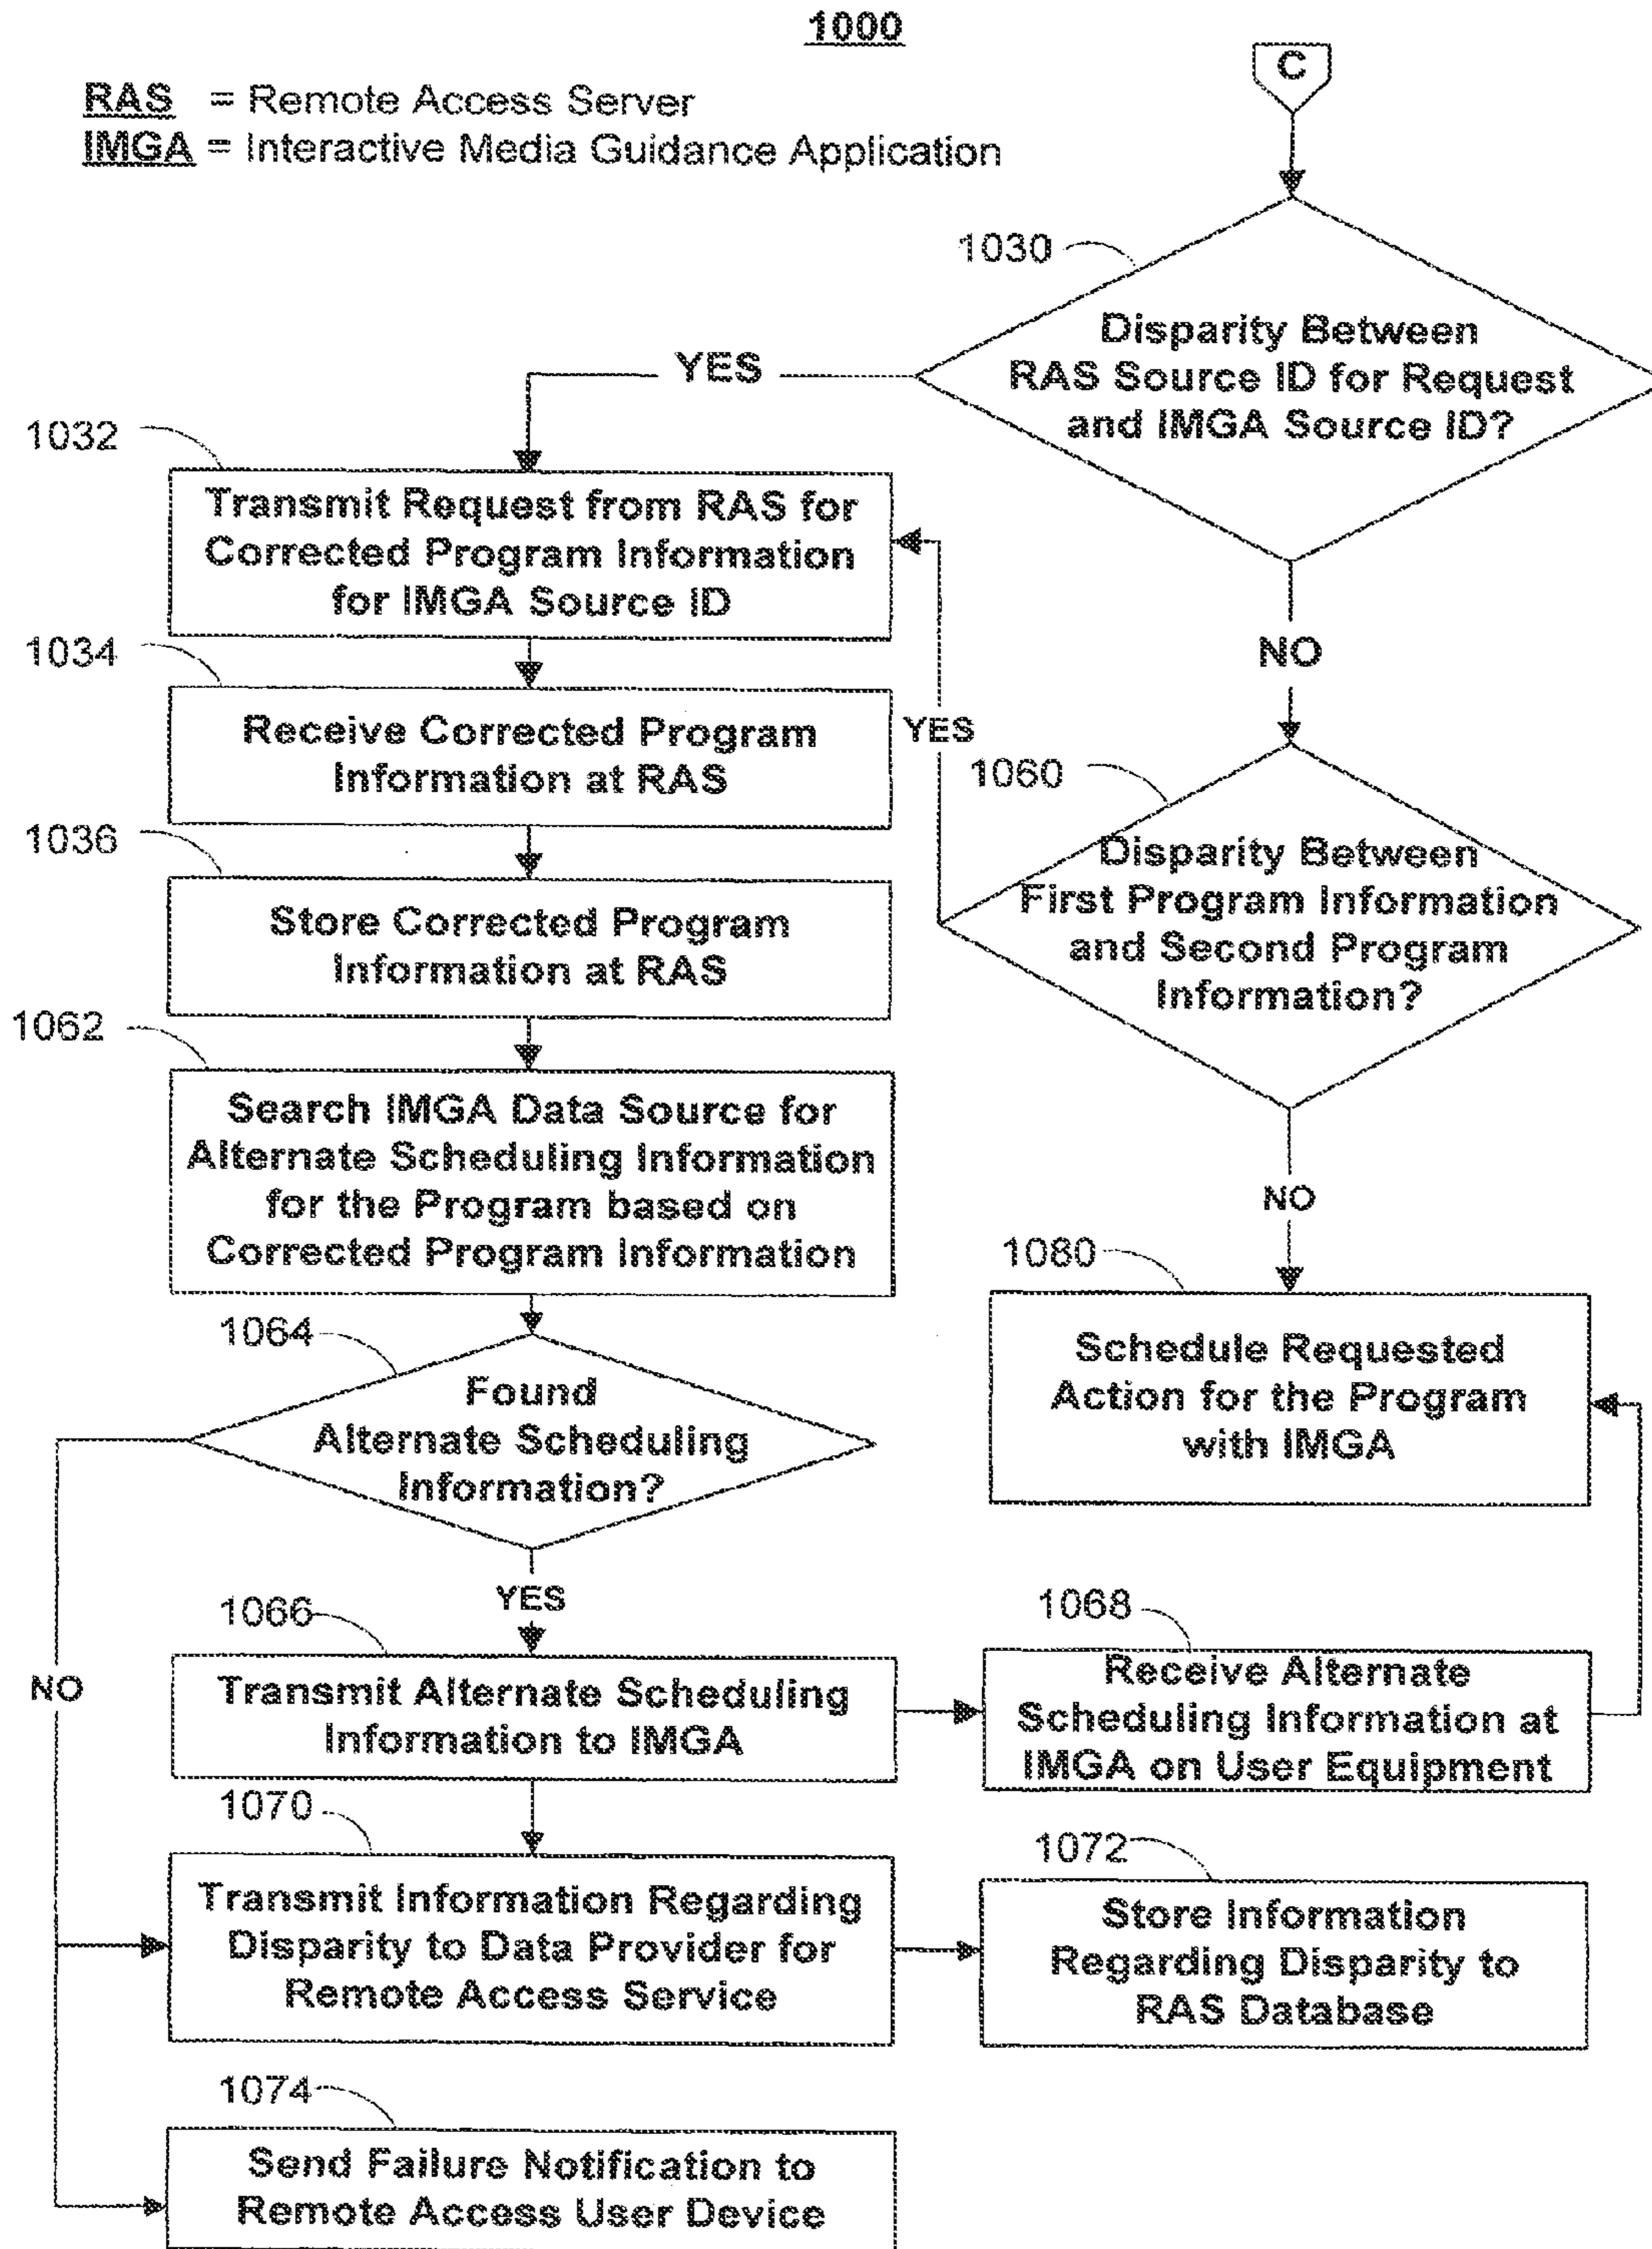 1000
RAS = Remote Access Server
IMGA = Interactive Media Guidance Application
C
1030
Disparity Between
RAS Source ID for Request
and IMGA Source ID?
YES
1032
Transmit Request from RAS for
Corrected Program Information
for IMGA Source ID
NO
1034
Receive Corrected Program
Information at RAS
YES
1060
Disparity Between
First Program Information
and Second Program
Information?
1036
Store Corrected Program
Information at RAS
1062
Search IMGA Data Source for
Alternate Scheduling Information
for the Program based on
Corrected Program Information
NO
1080
Schedule Requested
Action for the Program
with IMGA
1064
Found
Alternate Scheduling
Information?
YES
NO
1066
Transmit Alternate Scheduling
Information to IMGA
1068
Receive Alternate
Scheduling Information at
IMGA on User Equipment
1070
Transmit Information Regarding
Disparity to Data Provider for
Remote Access Service
1072
Store Information
Regarding Disparity to
RAS Database
1074
Send Failure Notification to
Remote Access User Device